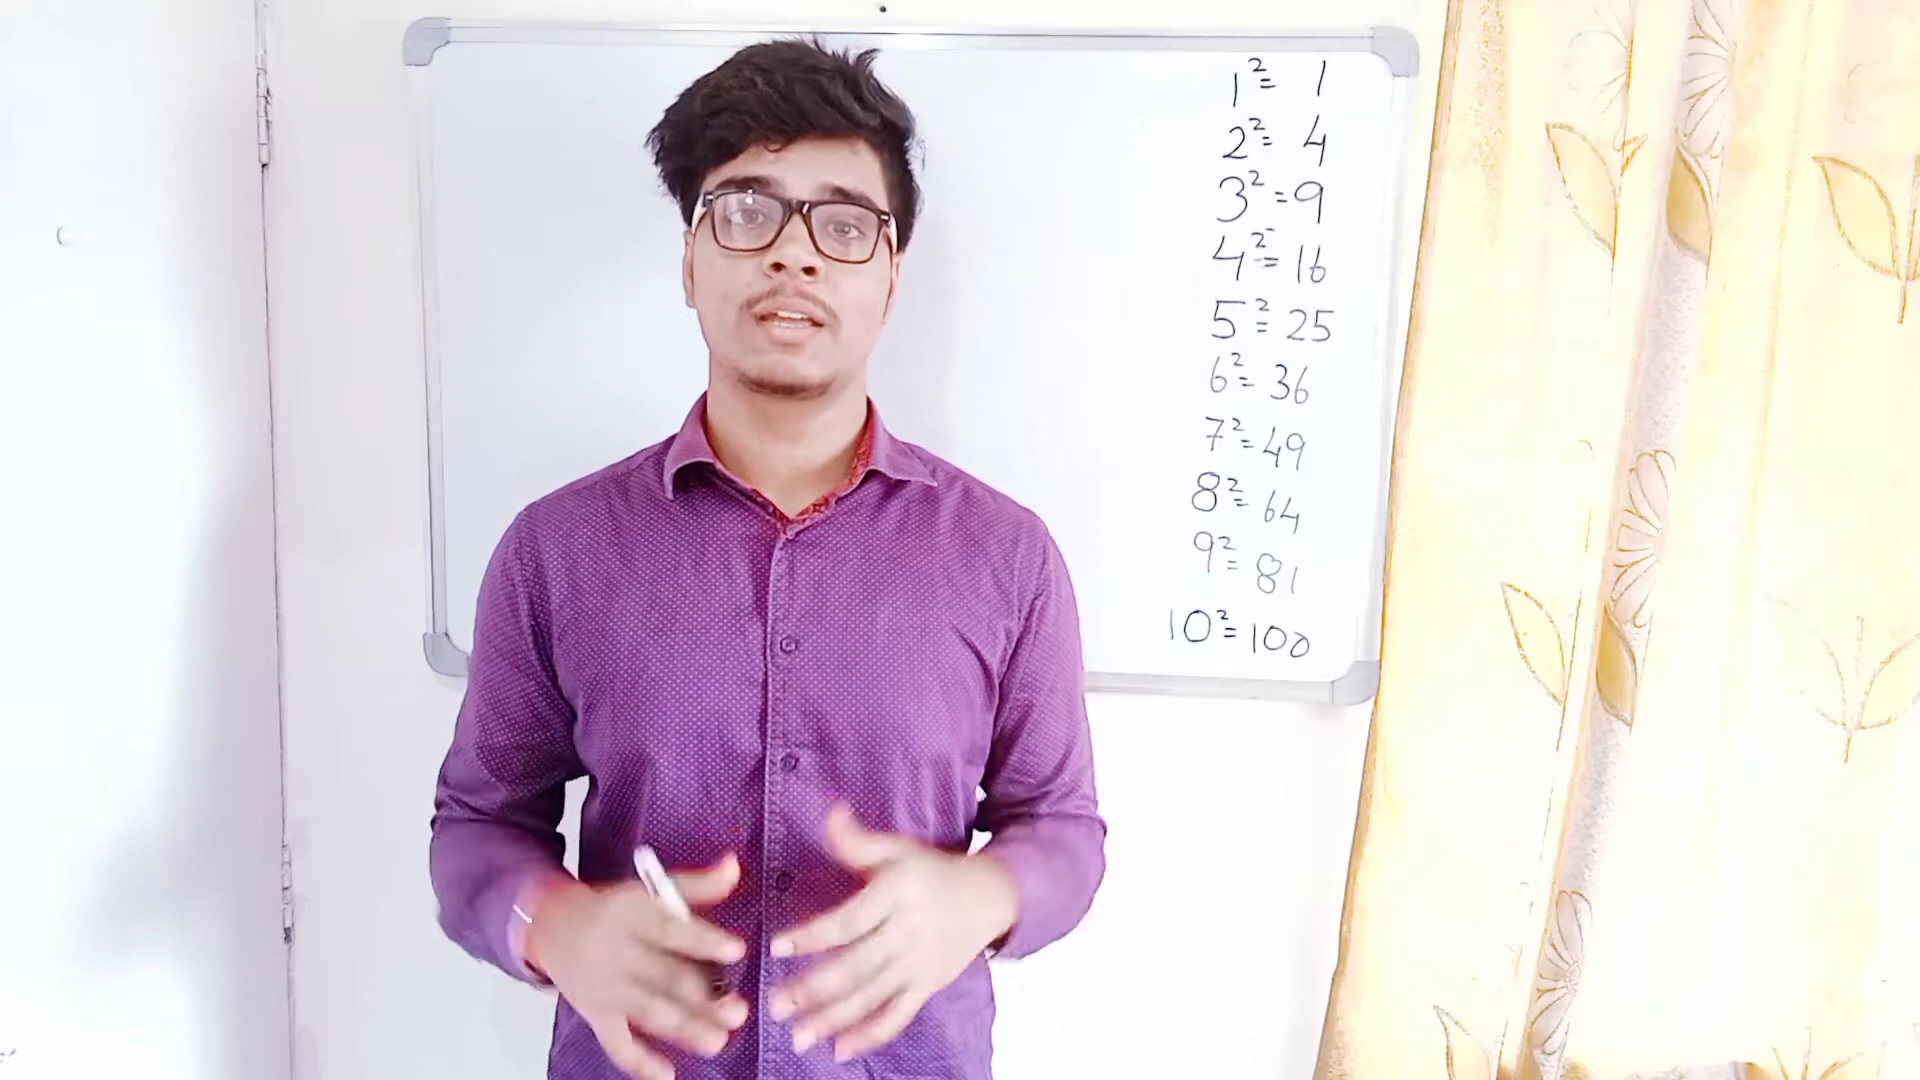 1² = 1
2² = 4
3² = 9
4² = 16
5² = 25
6² = 36
7² = 49
8² = 64
9² = 81
10² = 100